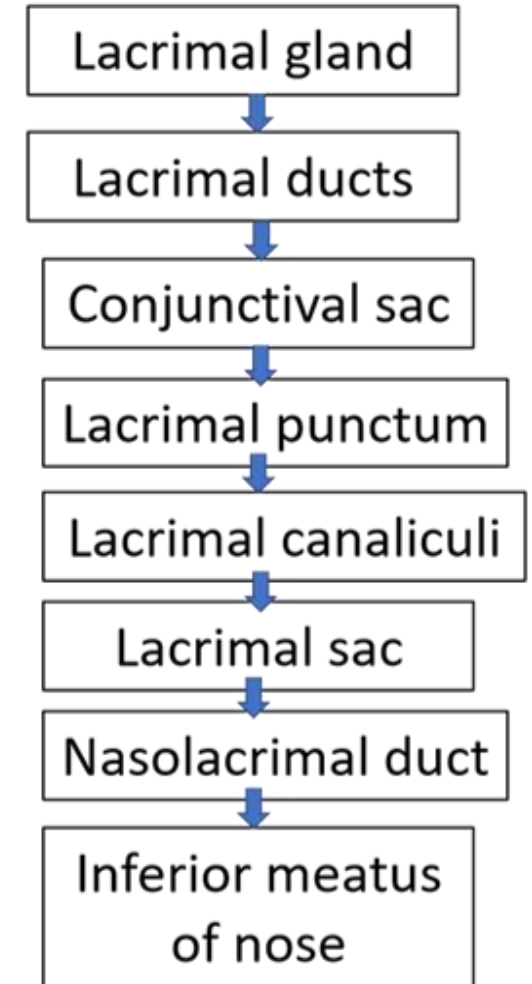 Lacrimal gland
Lacrimal ducts
Conjunctival sac
Lacrimal punctum
Lacrimal canaliculi
Lacrimal sac
Nasolacrimal duct
Inferior meatus
of nose